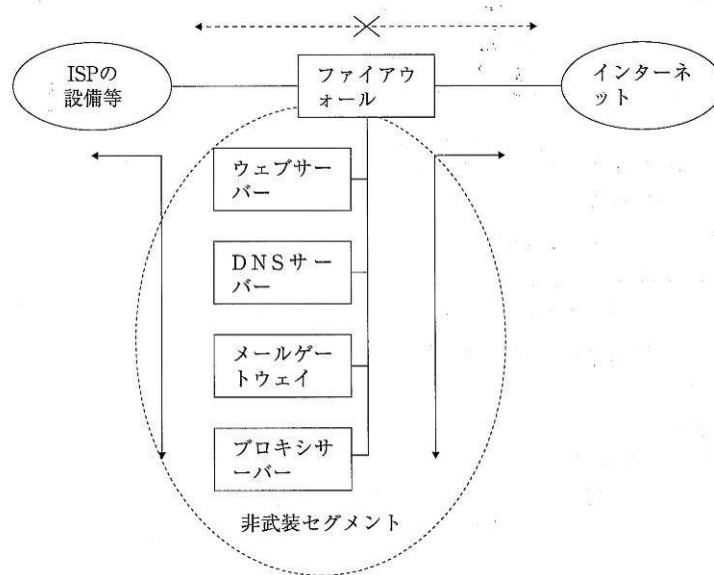 ISPの
設備等
ファイアウ
ォール
インターネ
ット
ウェブサー
バー
DNSサー
バー
メールゲー
トウェイ
プロキシサ
ーバー
非武装セグメント